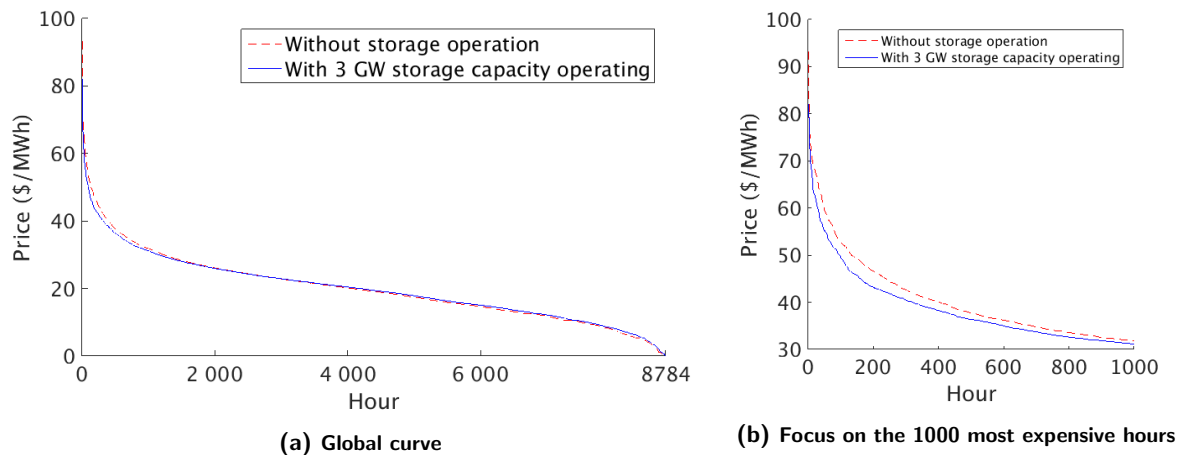 100
80
60
40
20
0
Price ($/MWh)
Without storage operation
With 3 GW storage capacity operating
0
2 000
4 000
6 000
8784
Hour
(a) Global curve
100
90
80
70
60
50
40
30
Price ($/MWh)
Without storage operation
With 3 GW storage capacity operating
0
200
400
600
800
1000
Hour
(b) Focus on the 1000 most expensive hours